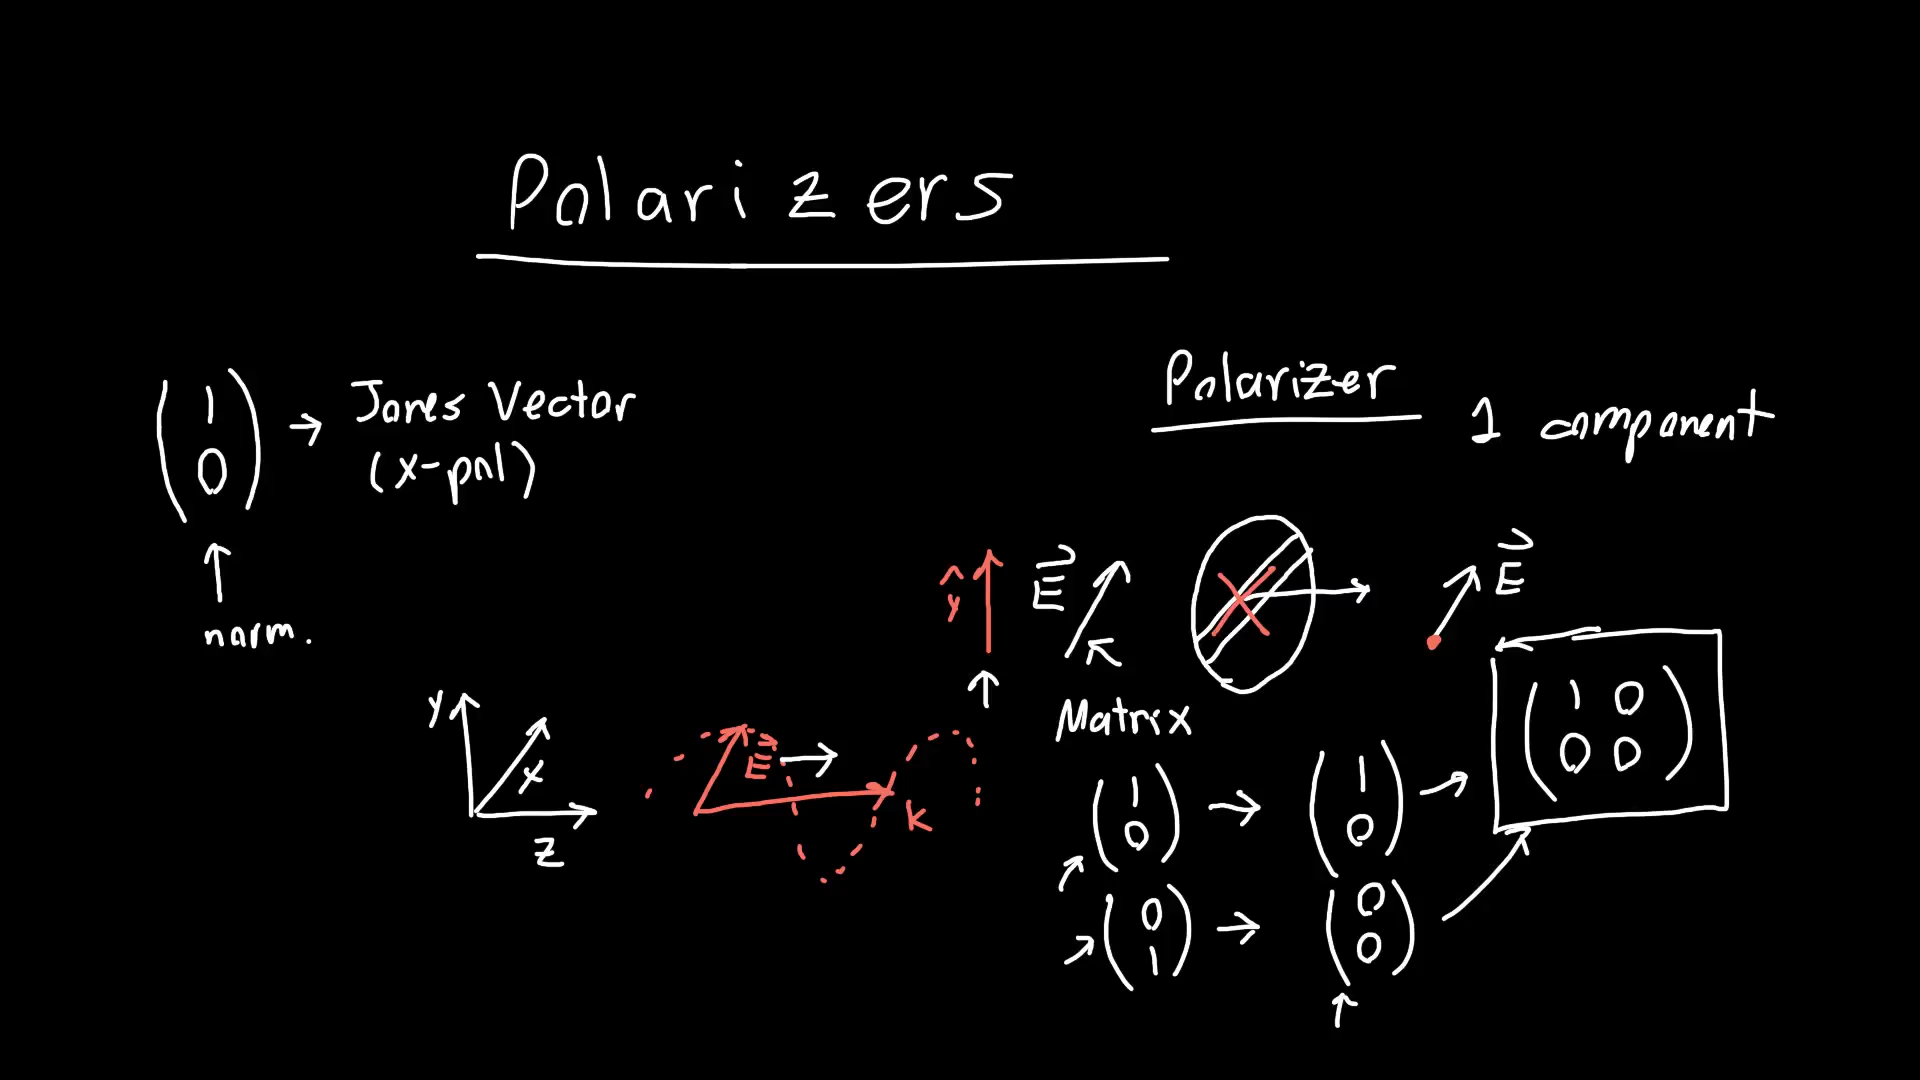 Polarizers
( 1
0 ) → Jones Vector
(x-pol)
↑
norm.
Polarizer
1 component
ŷ
E⃗
E⃗
y
x
z
E⃗
k
Matrix
( 1
0 ) → ( 1
0 ) →
( 0
1 ) → ( 0
0 )
( 1 0
0 0 )